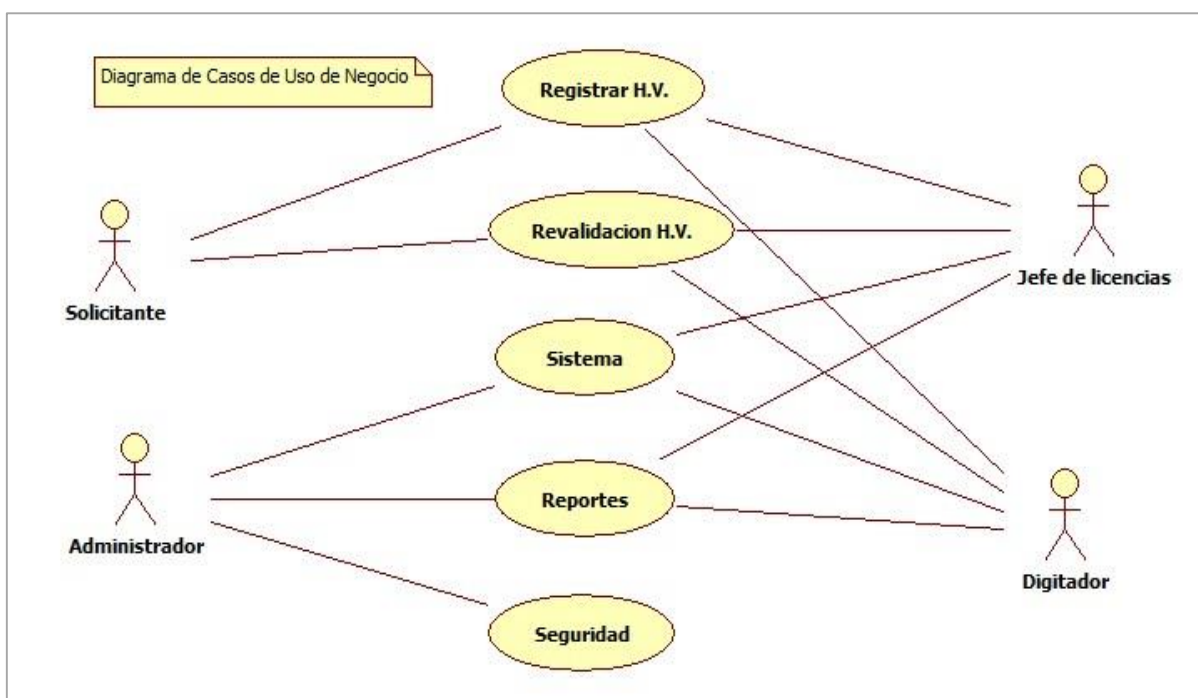 Diagrama de Casos de Uso de Negocio
Registrar H.V.
Revalidacion H.V.
Solicitante
Jefe de licencias
Sistema
Reportes
Administrador
Digitador
Seguridad